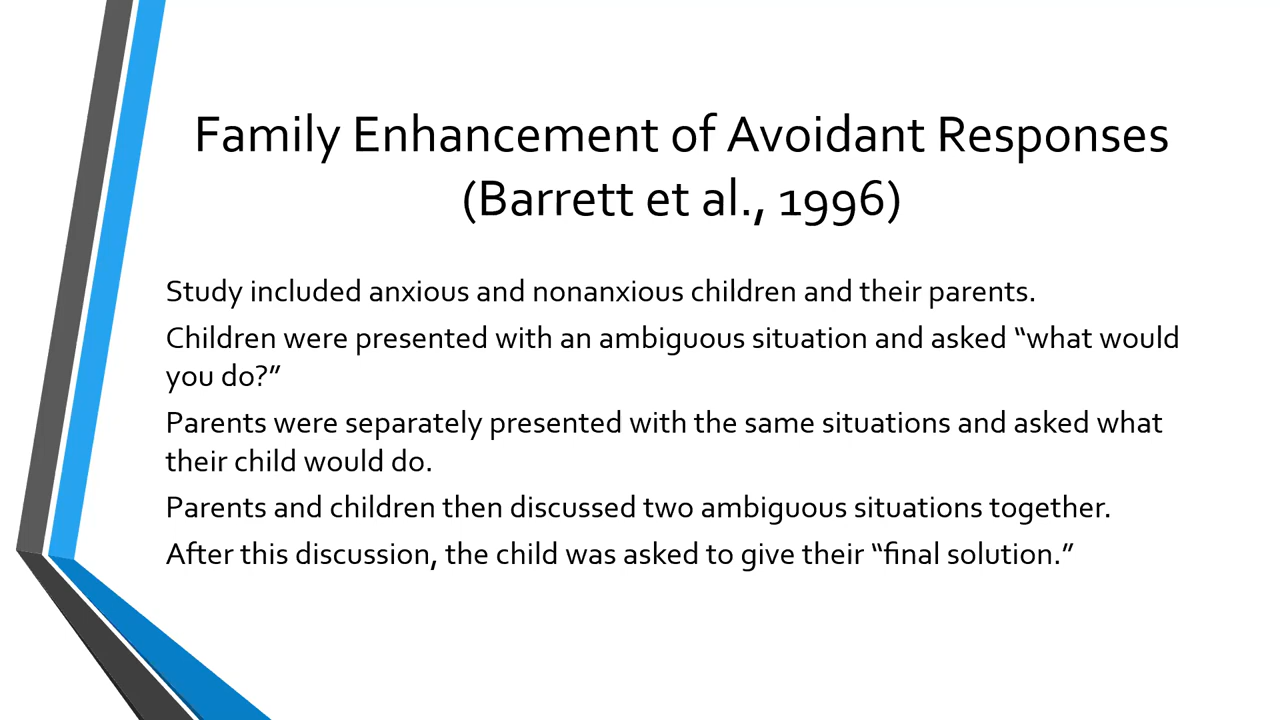 Family Enhancement of Avoidant Responses
(Barrett et al., 1996)
Study included anxious and nonanxious children and their parents.
Children were presented with an ambiguous situation and asked “what would
you do?”
Parents were separately presented with the same situations and asked what
their child would do.
Parents and children then discussed two ambiguous situations together.
After this discussion, the child was asked to give their “final solution.”